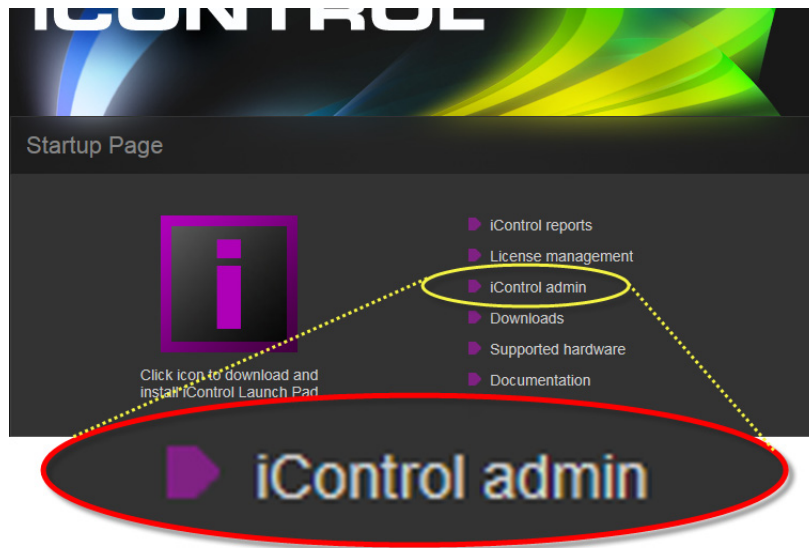 iCONTROL
Startup Page
i
Click icon to download and
install iControl Launch Pad
iControl reports
License management
iControl admin
Downloads
Supported hardware
Documentation
iControl admin